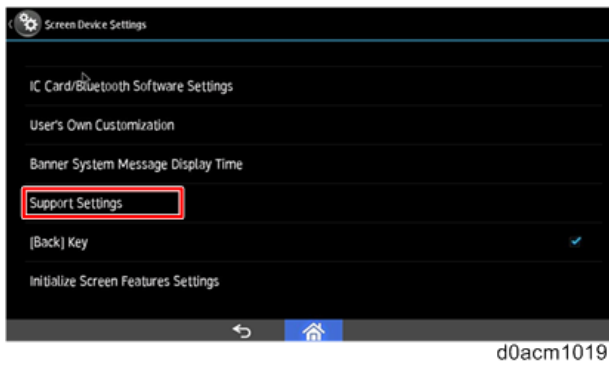 Screen Device Settings
IC Card/Bluetooth Software Settings
User's Own Customization
Banner System Message Display Time
Support Settings
[Back] Key
Initialize Screen Features Settings
d0acm1019